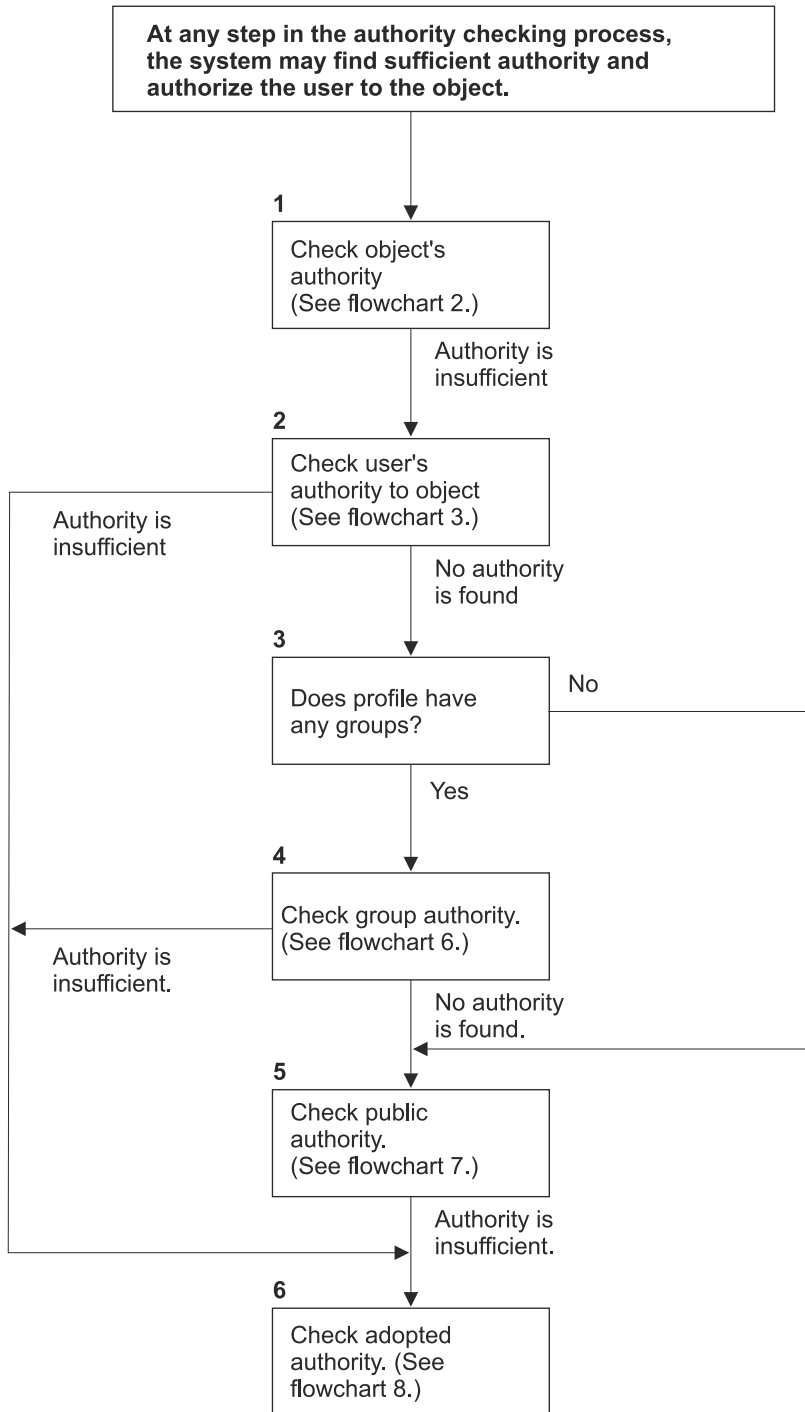 At any step in the authority checking process,
the system may find sufficient authority and
authorize the user to the object.
1
Check object's
authority
(See flowchart 2.)
Authority is
insufficient
2
Check user's
authority to object
(See flowchart 3.)
Authority is
insufficient
No authority
is found
3
Does profile have
any groups?
No
Yes
4
Check group authority.
(See flowchart 6.)
Authority is
insufficient.
No authority
is found.
5
Check public
authority.
(See flowchart 7.)
Authority is
insufficient.
6
Check adopted
authority. (See
flowchart 8.)